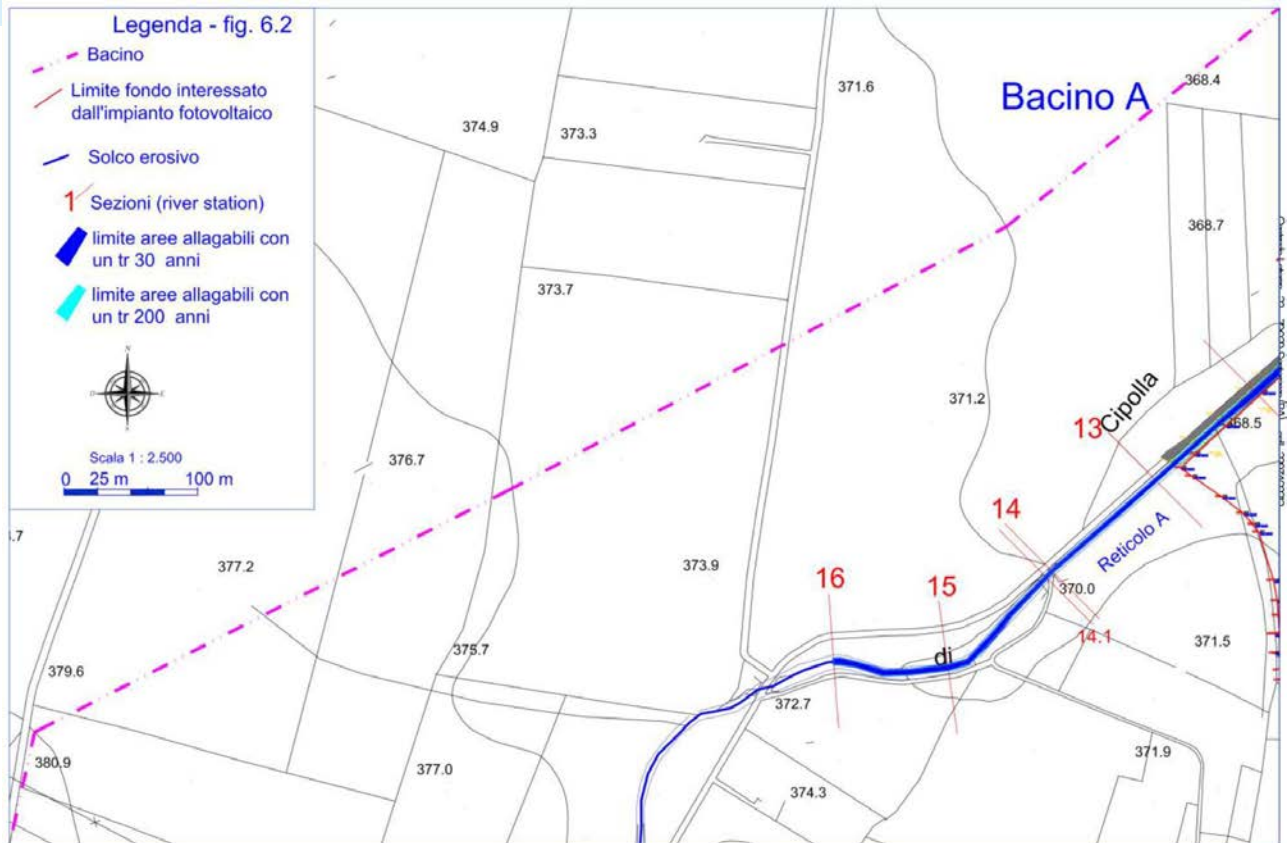 Legenda - fig. 6.2
Bacino
Limite fondo interessato
dall'impianto fotovoltaico
Solco erosivo
1 Sezioni (river station)
limite aree allagabili con
un tr 30 anni
limite aree allagabili con
un tr 200 anni
N
O
E
Scala 1 : 2.500
0 25 m 100 m
Bacino A
368.4
371.6
374.9
373.3
368.7
373.7
371.2
Cipolla
13
368.5
376.7
14
Reticolo A
.7
377.2
373.9
16
15
370.0
14.1
371.5
375.7
di
379.6
372.7
380.9
377.0
371.9
374.3